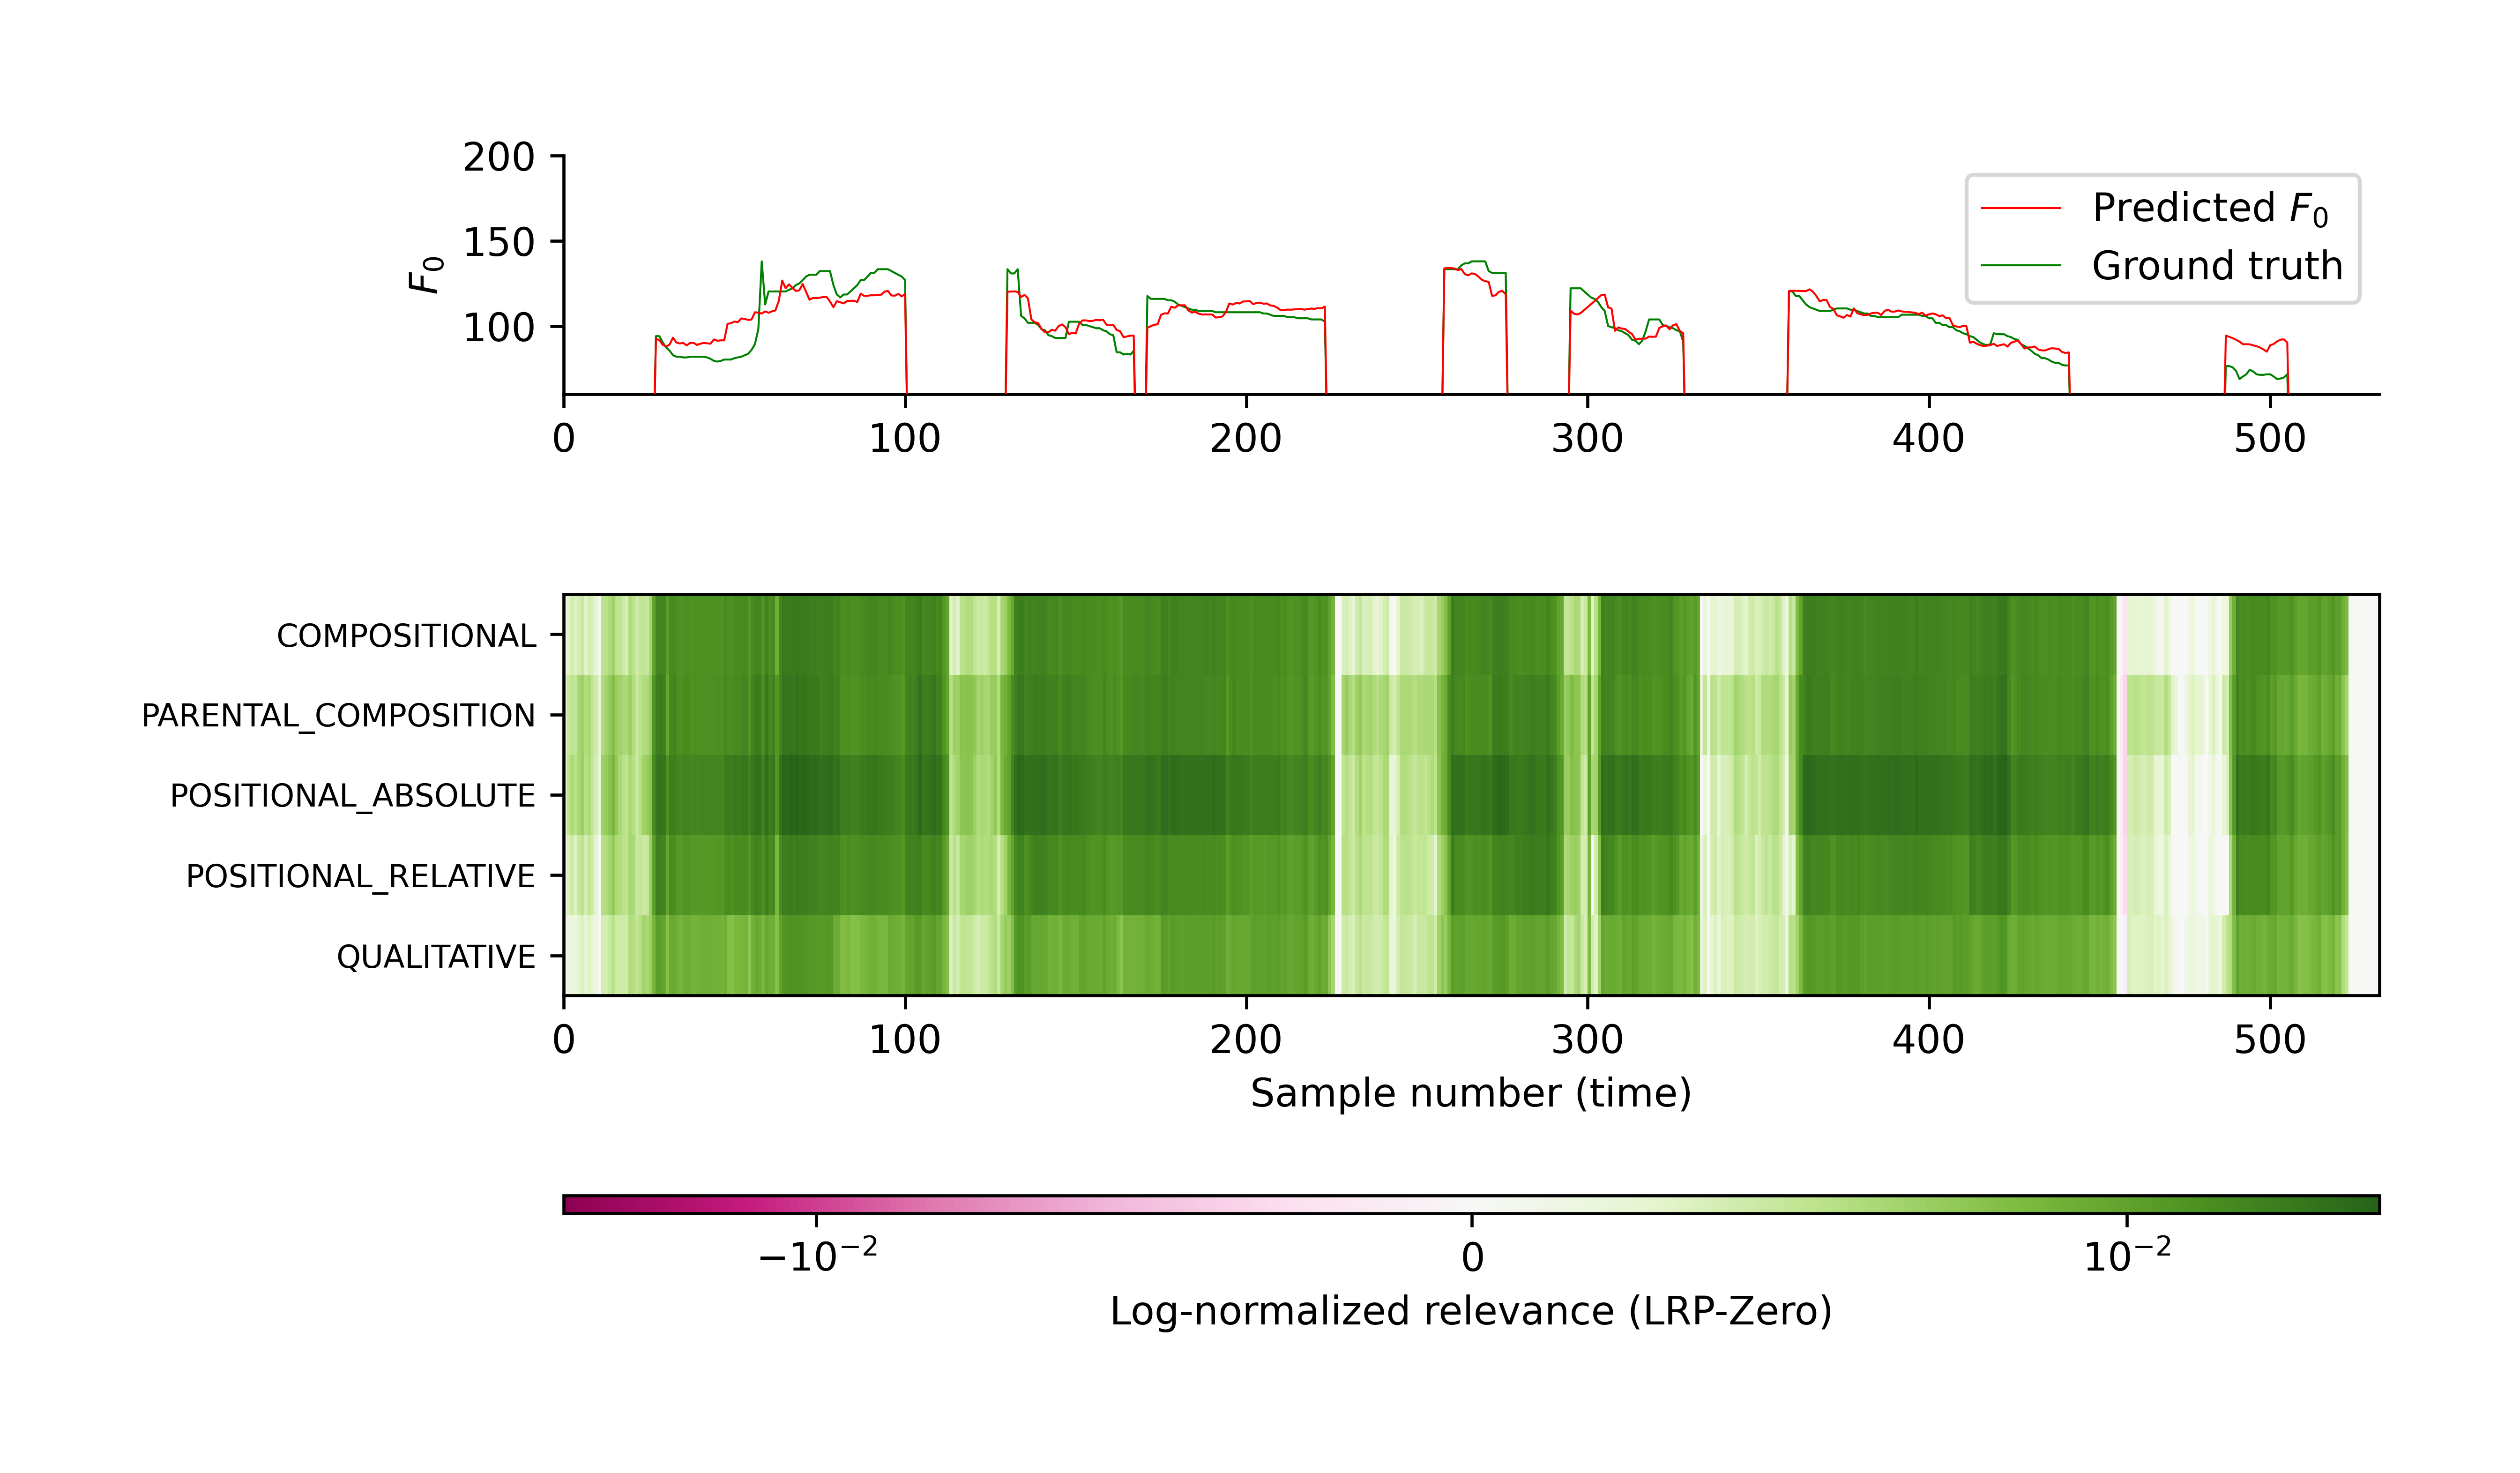 200
150
100
F₀
Predicted F₀
Ground truth
0 100 200 300 400 500
COMPOSITIONAL
PARENTAL_COMPOSITION
POSITIONAL_ABSOLUTE
POSITIONAL_RELATIVE
QUALITATIVE
0 100 200 300 400 500
Sample number (time)
−10⁻² 0 10⁻²
Log-normalized relevance (LRP-Zero)